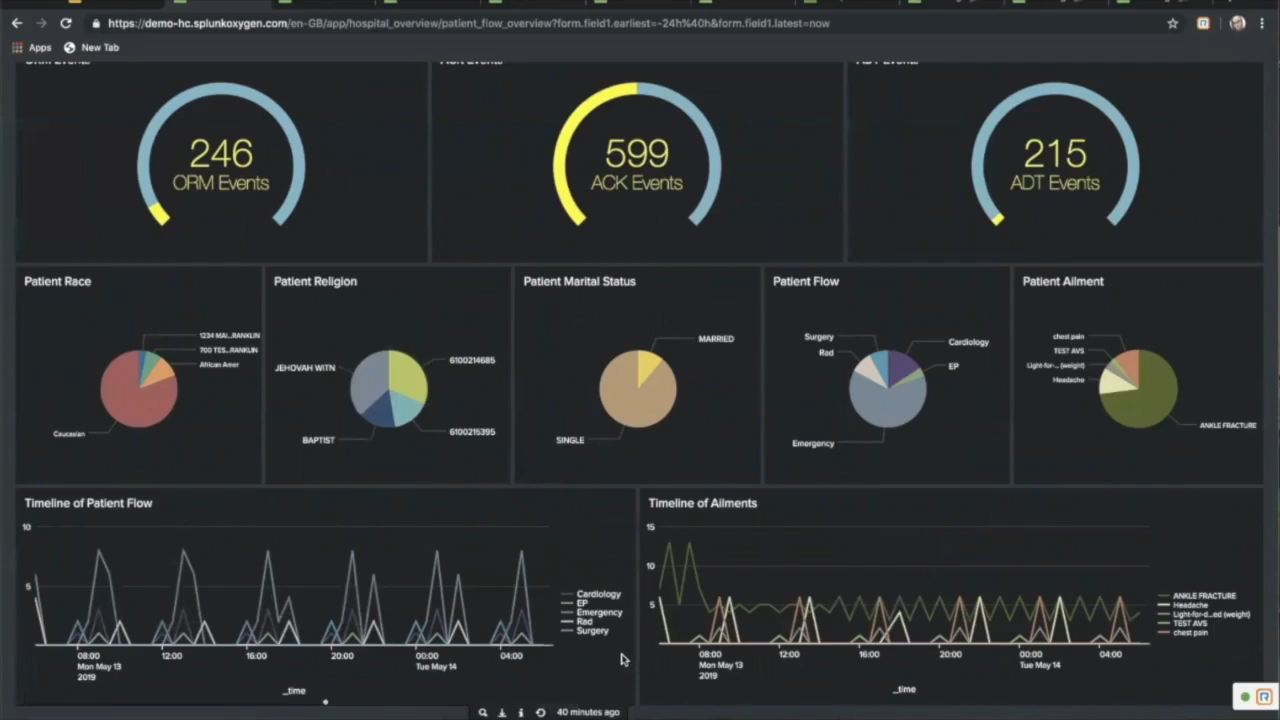 https://demo-hc.splunkoxygen.com/en-GB/app/hospital_overview/patient_flow_overview?form.field1.earliest=-24h%40h&form.field1.latest=now
Apps New Tab
ORM Events ACK Events ADT Events
246 599 215
ORM Events ACK Events ADT Events
Patient Race Patient Religion Patient Marital Status Patient Flow Patient Ailment
1234 MAI...RANKLIN
700 TES...RANKLIN
African Amer
Caucasian
JEHOVAH WITN
6100214685
6100215395
BAPTIST
MARRIED
SINGLE
Surgery
Rad
Cardiology
EP
Emergency
chest pain
TEST AVS
Light-for-... (weight)
Headache
ANKLE FRACTURE
Timeline of Patient Flow
10
5
Cardiology
EP
Emergency
Rad
Surgery
08:00 12:00 16:00 20:00 00:00 04:00
Mon May 13 Tue May 14
2019
_time
Timeline of Ailments
15
10
5
ANKLE FRACTURE
Headache
Light-for-d...ed (weight)
TEST AVS
chest pain
08:00 12:00 16:00 20:00 00:00 04:00
Mon May 13 Tue May 14
2019
_time
40 minutes ago